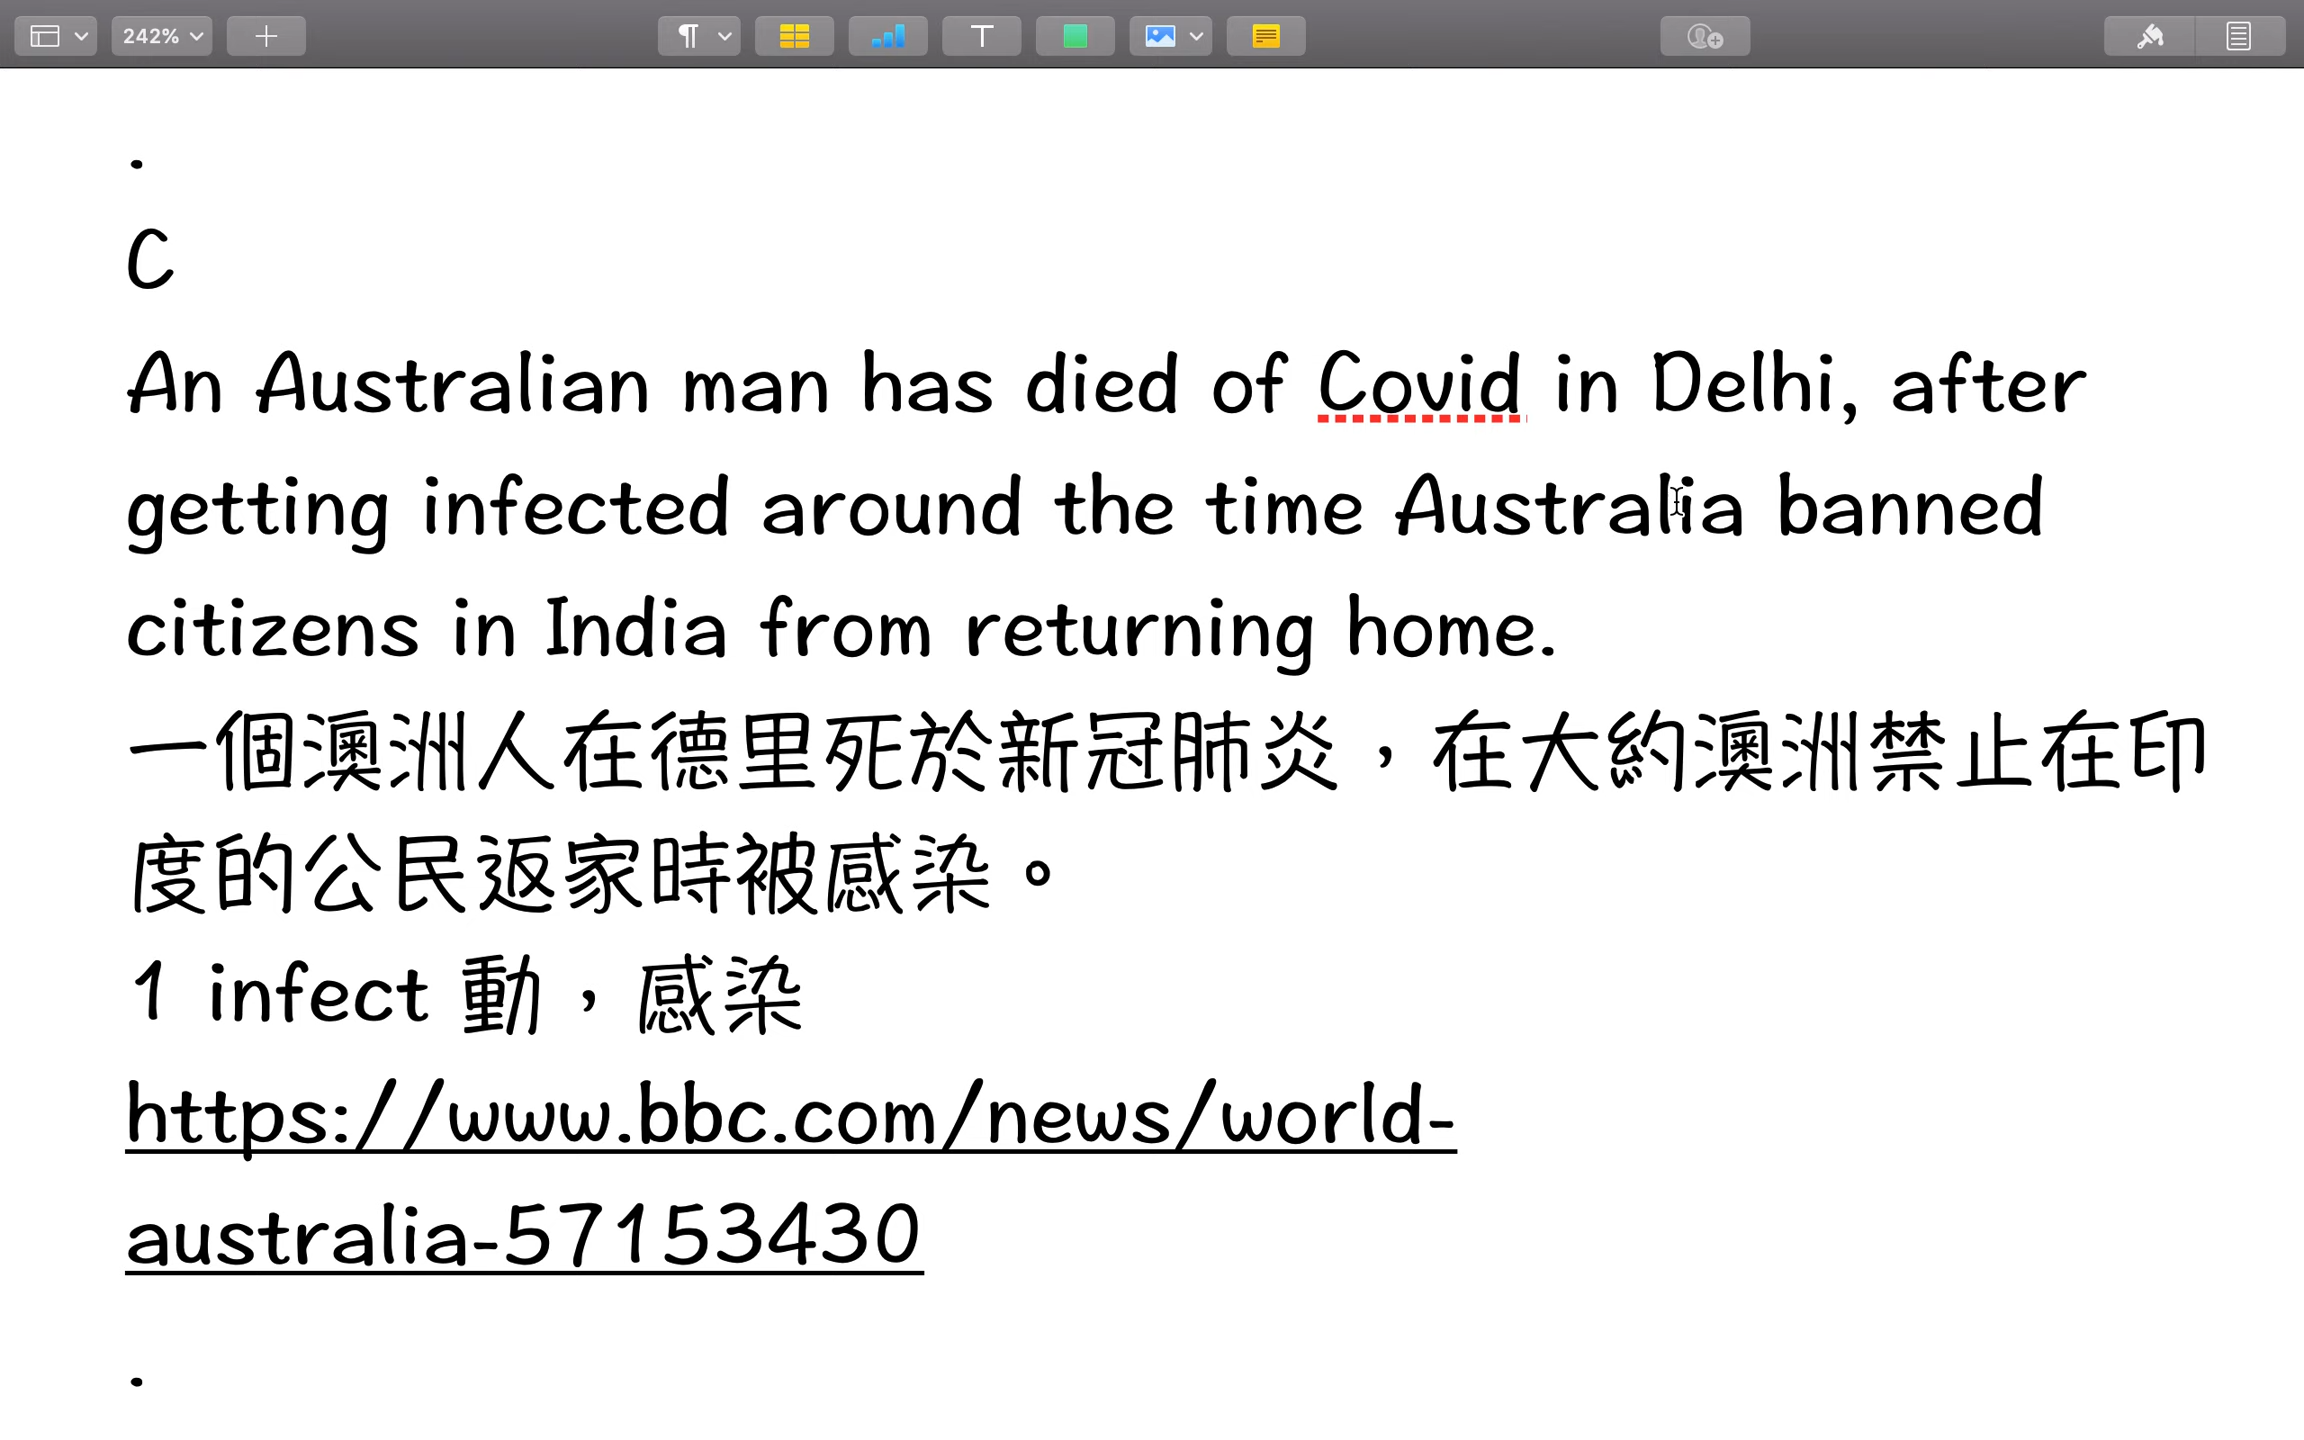 242%
.
C
An Australian man has died of Covid in Delhi, after
getting infected around the time Australia banned
citizens in India from returning home.
一個澳洲人在德里死於新冠肺炎，在大約澳洲禁止在印
度的公民返家時被感染。
1 infect 動，感染
https://www.bbc.com/news/world-
australia-57153430
.